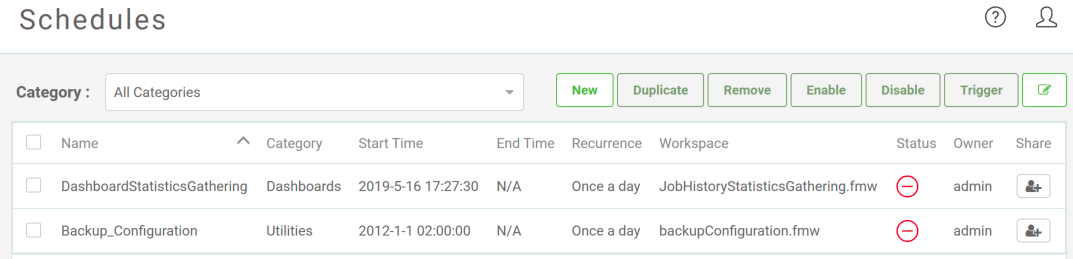 Schedules
Category : All Categories New Duplicate Remove Enable Disable Trigger
Name Category Start Time End Time Recurrence Workspace Status Owner Share
DashboardStatisticsGathering Dashboards 2019-5-16 17:27:30 N/A Once a day JobHistoryStatisticsGathering.fmw admin
Backup_Configuration Utilities 2012-1-1 02:00:00 N/A Once a day backupConfiguration.fmw admin